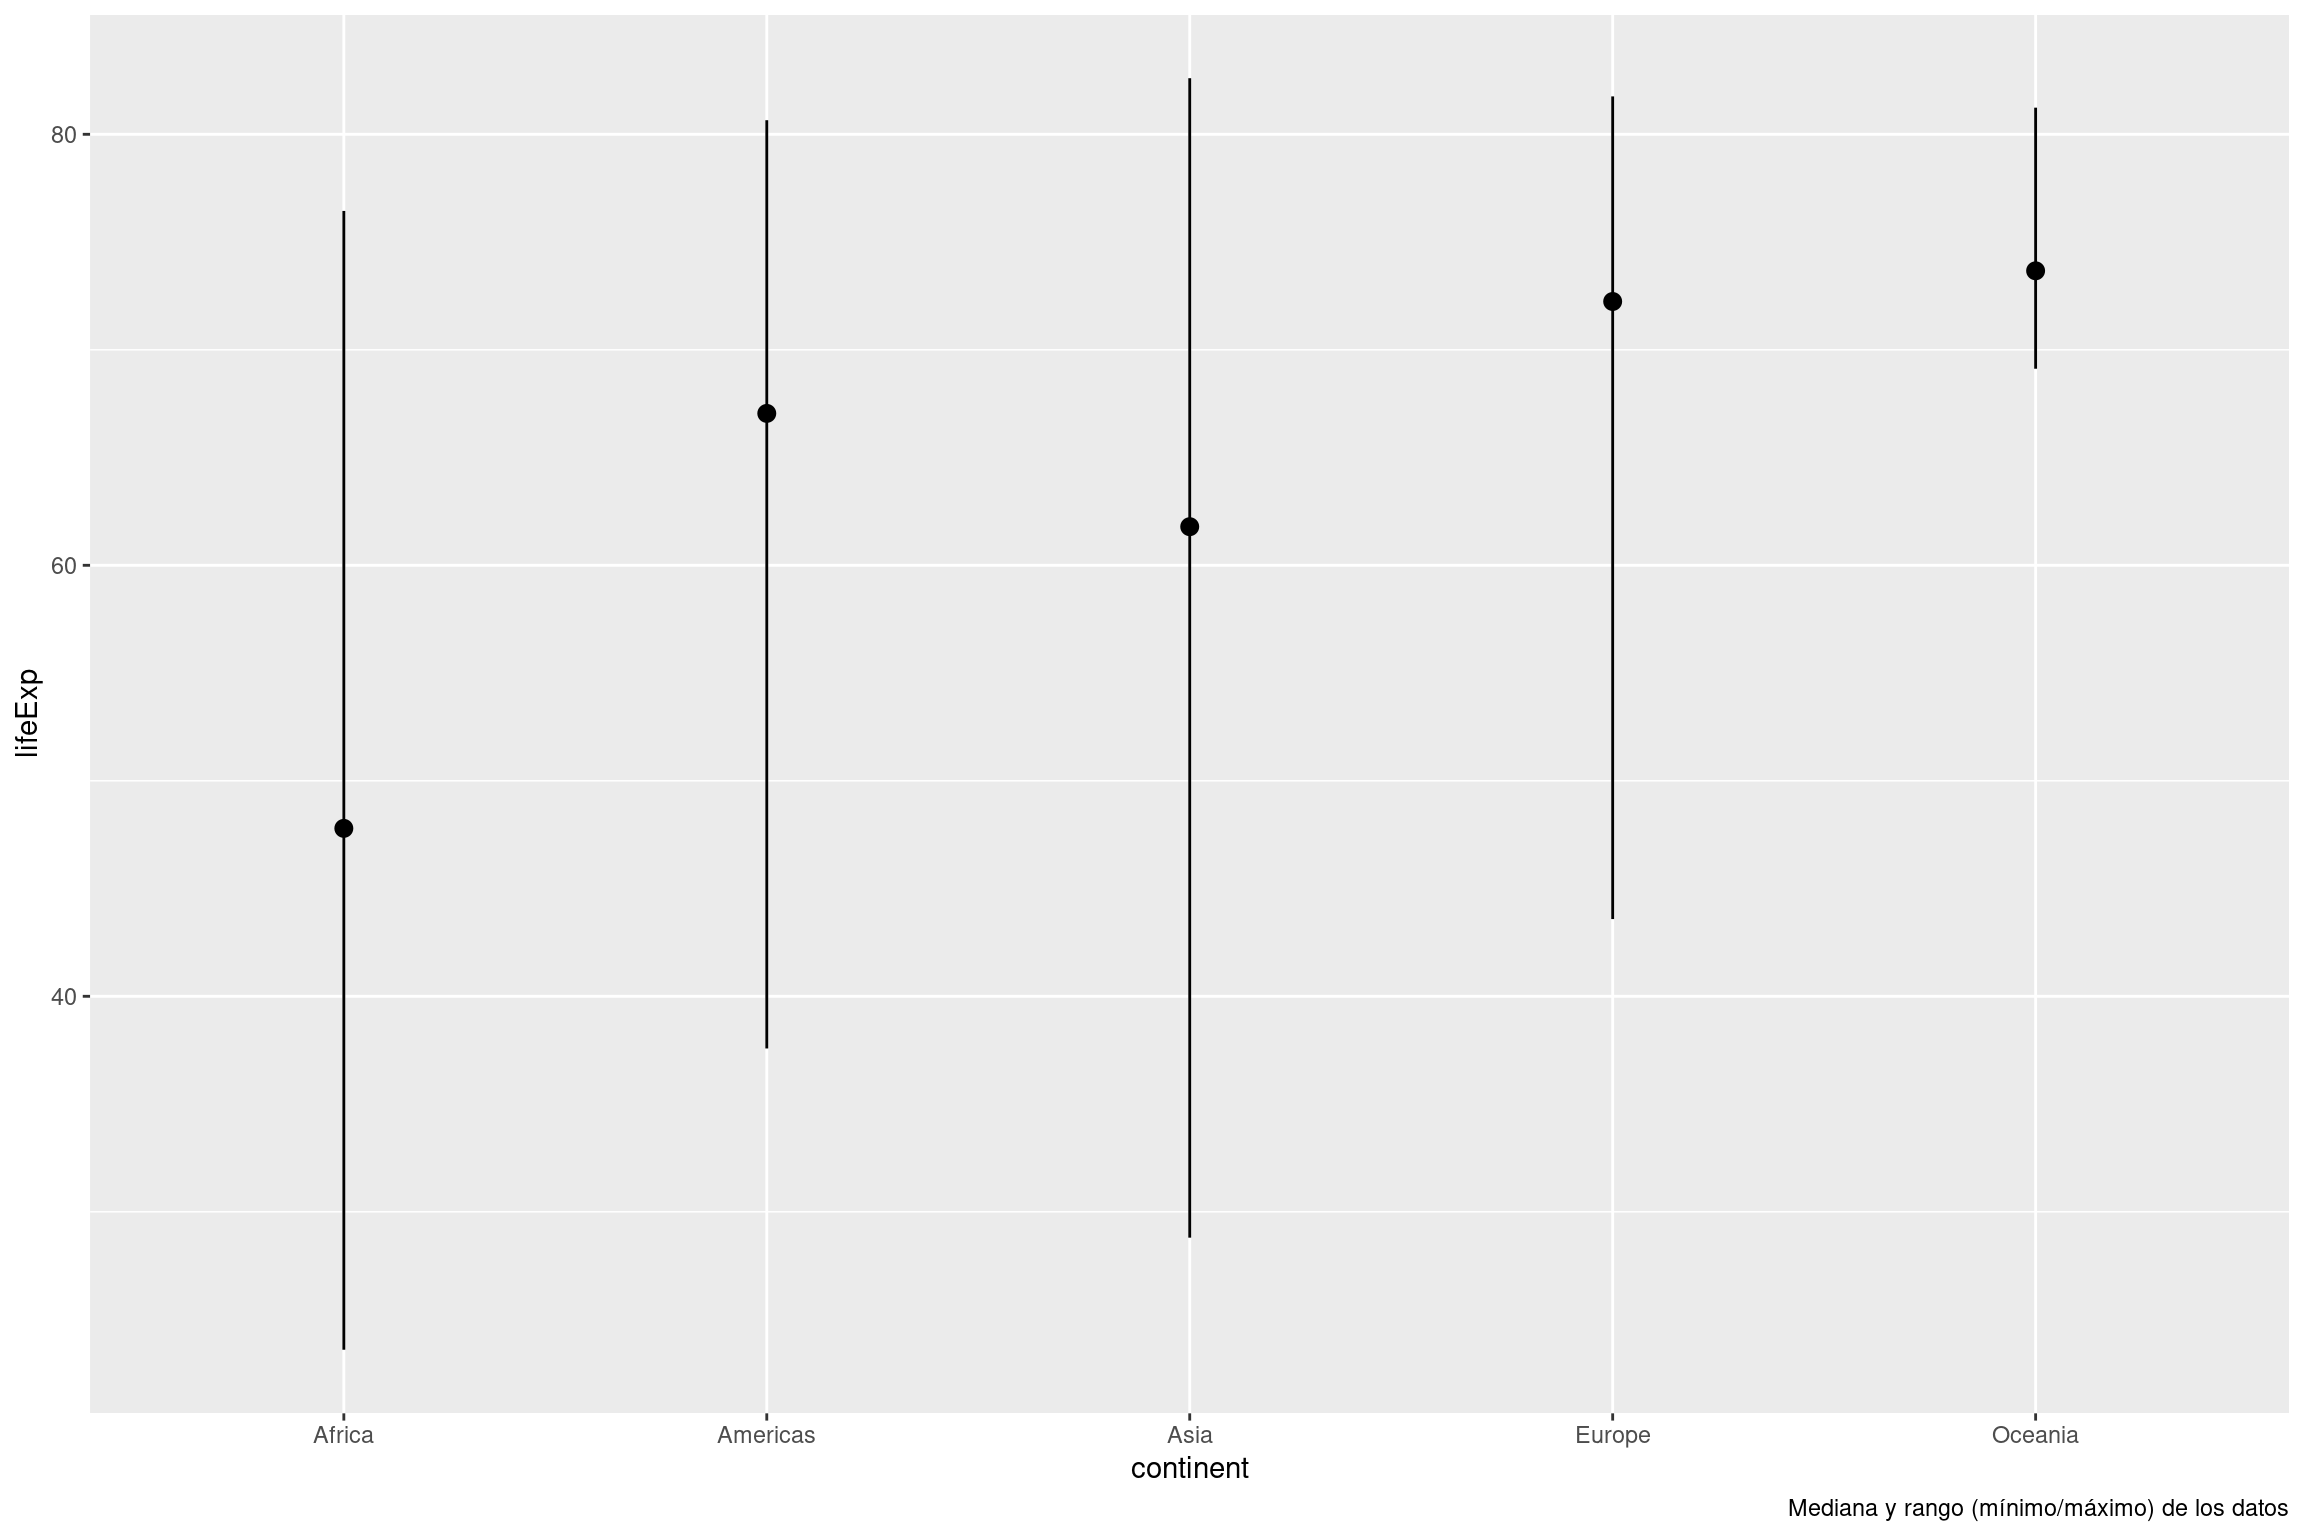 lifeExp
80
60
40
Africa
Americas
Asia
Europe
Oceania
continent
Mediana y rango (mínimo/máximo) de los datos